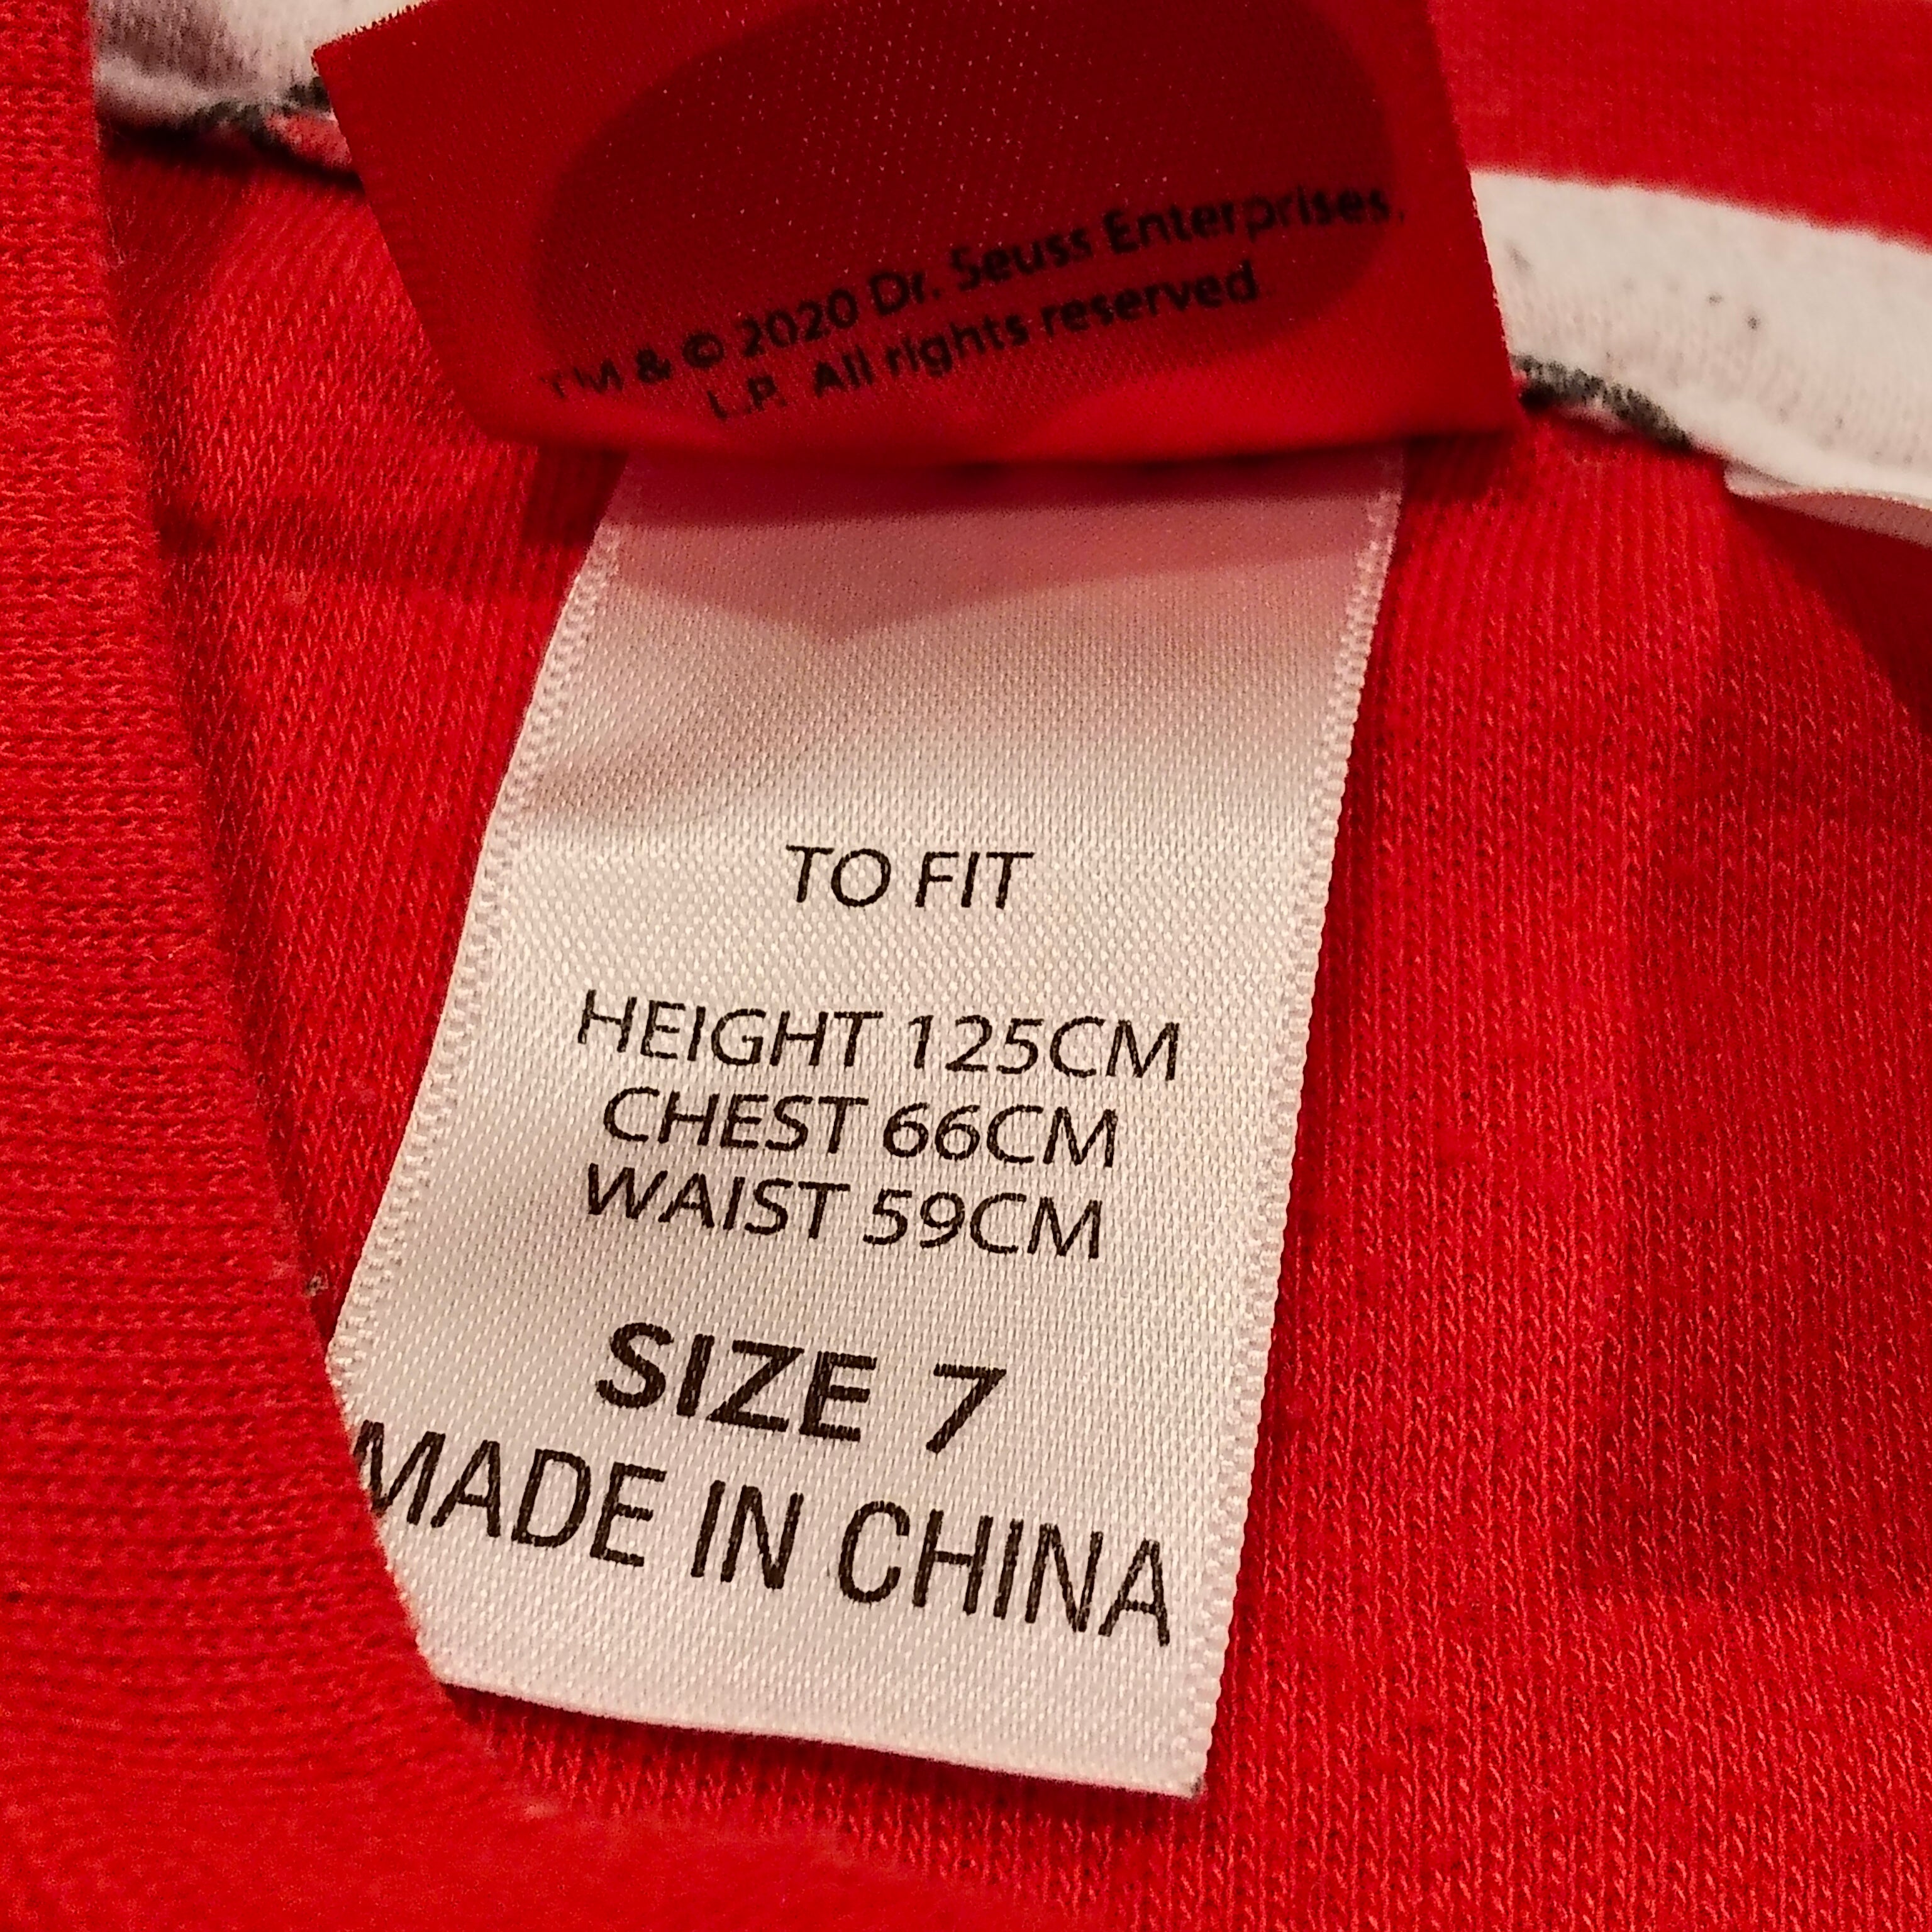 TM & © 2020 Dr. Seuss Enterprises,
L.P. All rights reserved
TO FIT
HEIGHT 125CM
CHEST 66CM
WAIST 59CM
SIZE 7
MADE IN CHINA